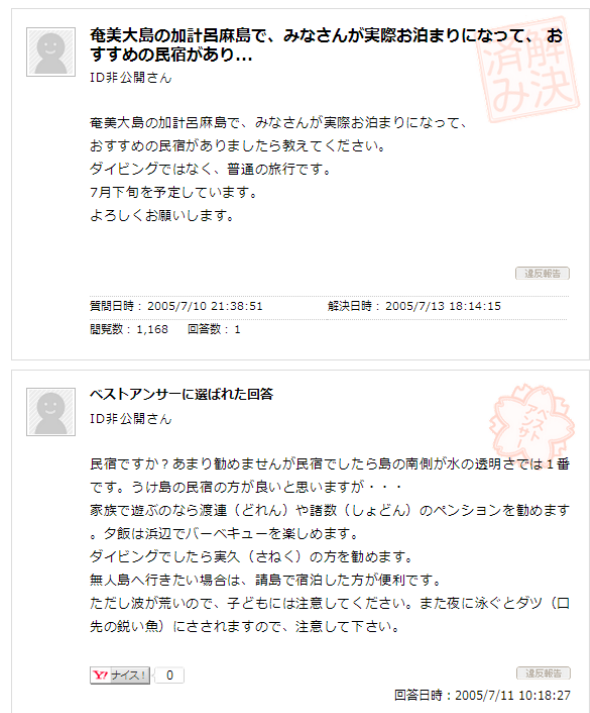 奄美大島の加計呂麻島で、みなさんが実際お泊まりになって、お
すすめの民宿があり...
ID非公開さん
解決
済み
奄美大島の加計呂麻島で、みなさんが実際お泊まりになって、
おすすめの民宿がありましたら教えてください。
ダイビングではなく、普通の旅行です。
7月下旬を予定しています。
よろしくお願いします。
違反報告
質問日時：2005/7/10 21:38:51 解決日時：2005/7/13 18:14:15
閲覧数：1,168 回答数：1
ベストアンサーに選ばれた回答
ID非公開さん
ベスト
アンサー
民宿ですか？あまり勧めませんが民宿でしたら島の南側が水の透明さでは１番
です。うけ島の民宿の方が良いと思いますが・・・
家族で遊ぶのなら渡連（どれん）や諸数（しょどん）のペンションを勧めます
。夕飯は浜辺でバーベキューを楽しめます。
ダイビングでしたら実久（さねく）の方を勧めます。
無人島へ行きたい場合は、請島で宿泊した方が便利です。
ただし波が荒いので、子どもには注意してください。また夜に泳ぐとダツ（口
先の鋭い魚）にさされますので、注意して下さい。
Y! ナイス！ 0
違反報告
回答日時：2005/7/11 10:18:27